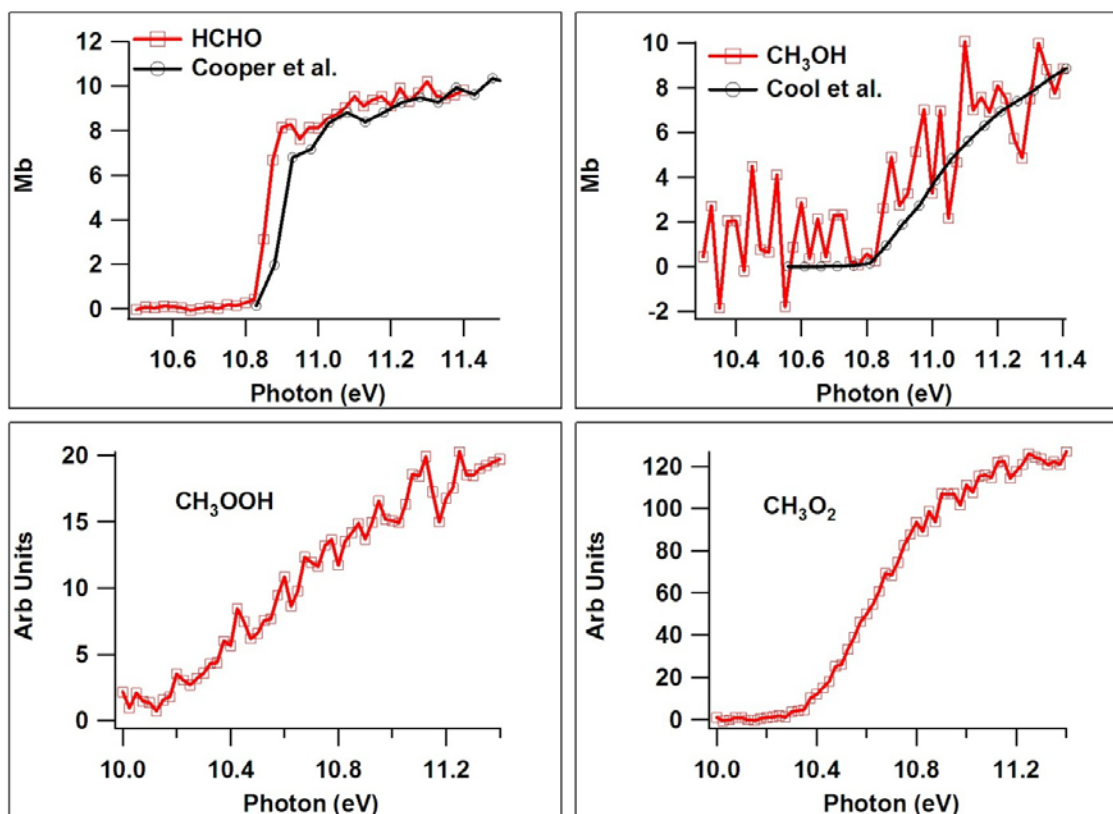 12
10
8
6
4
2
0
Mb
HCHO
Cooper et al.
10.6 10.8 11.0 11.2 11.4
Photon (eV)
10
8
6
4
2
0
-2
Mb
CH₃OH
Cool et al.
10.4 10.6 10.8 11.0 11.2 11.4
Photon (eV)
20
15
10
5
0
Arb Units
CH₃OOH
10.0 10.4 10.8 11.2
Photon (eV)
120
100
80
60
40
20
0
Arb Units
CH₃O₂
10.0 10.4 10.8 11.2
Photon (eV)